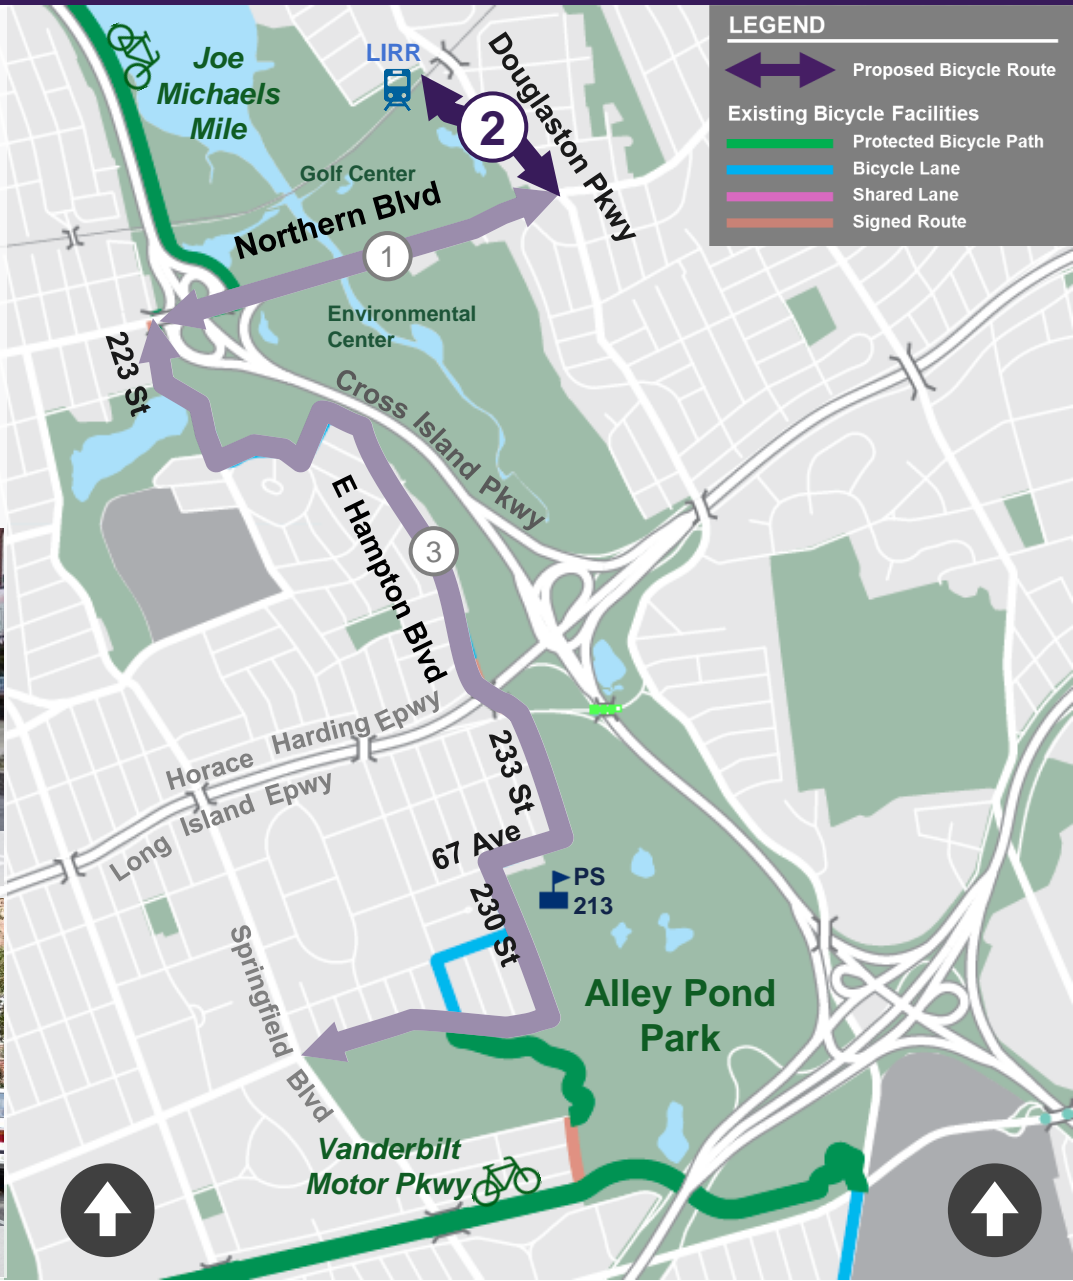 LEGEND
Proposed Bicycle Route
Existing Bicycle Facilities
Protected Bicycle Path
Bicycle Lane
Shared Lane
Signed Route
Joe
Michaels
Mile
LIRR
Douglaston Pkwy
2
Golf Center
Northern Blvd
1
Environmental
Center
223 St
Cross Island Pkwy
E Hampton Blvd
3
Horace Harding Epwy
Long Island Epwy
233 St
67 Ave
PS
213
230 St
Springfield Blvd
Alley Pond
Park
Vanderbilt
Motor Pkwy